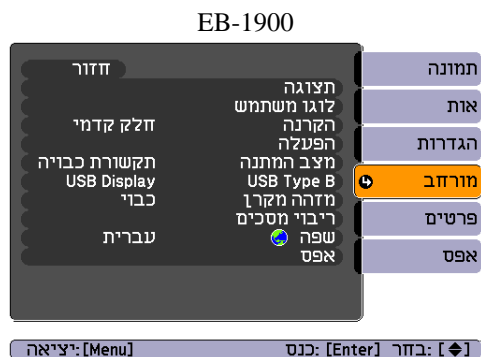 EB-1900
חזור
תצוגה
לוגו משתמש
הקרנה חלק קדמי
הפעלה
מצב המתנה תקשורת כבויה
USB Type B USB Display
מזהה מקרן כבוי
ריבוי מסכים
שפה עברית
אפס
תמונה
אות
הגדרות
מורחב
פרטים
אפס
[◆] :בחר [Enter] :כנס [Menu]:יציאה